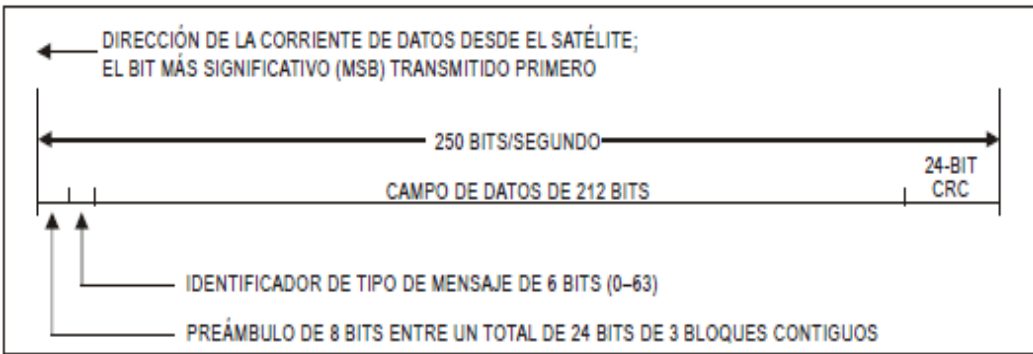 DIRECCIÓN DE LA CORRIENTE DE DATOS DESDE EL SATÉLITE;
EL BIT MÁS SIGNIFICATIVO (MSB) TRANSMITIDO PRIMERO
250 BITS/SEGUNDO
24-BIT
CRC
CAMPO DE DATOS DE 212 BITS
IDENTIFICADOR DE TIPO DE MENSAJE DE 6 BITS (0–63)
PREÁMBULO DE 8 BITS ENTRE UN TOTAL DE 24 BITS DE 3 BLOQUES CONTIGUOS